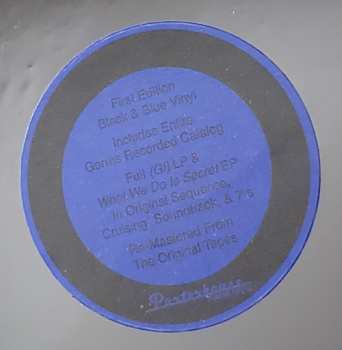 First Edition
Black & Blue Vinyl
Includes Entire
Germs Recorded Catalog
Full (GI) LP &
What We Do Is Secret EP
In Original Sequence,
Cruising Soundtrack, & 7"s
Re-Mastered From
The Original Tapes
Porterhouse